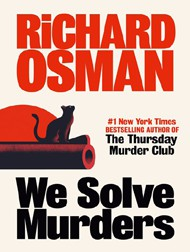 RiCHARD
OSMAN
#1 New York Times
BESTSELLING AUTHOR OF
The Thursday
Murder Club
We Solve
Murders